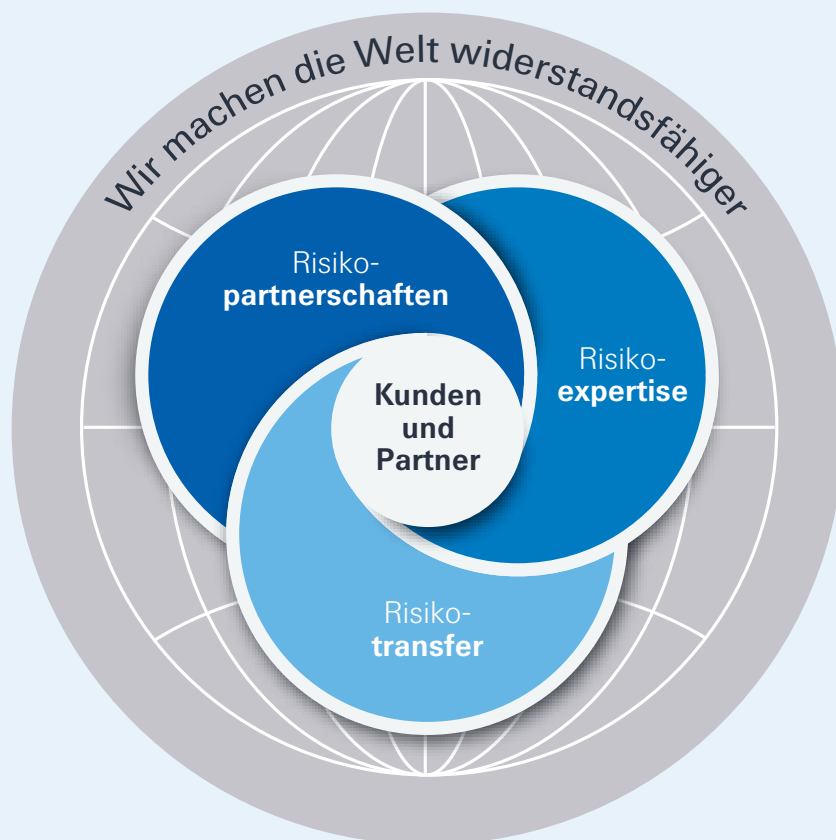 Wir machen die Welt widerstandsfähiger
Risiko-
partnerschaften
Risiko-
expertise
Kunden
und
Partner
Risiko-
transfer